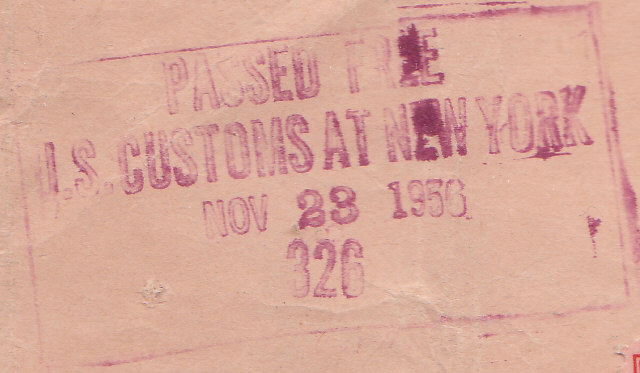 PASSED FREE
U.S. CUSTOMS AT NEW YORK
NOV 23 1956
326